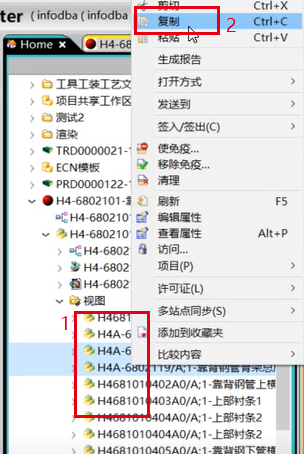 ter ( infodba ( infodba
Home
H4-6802
工具工装工艺文
项目共享工作区
测试2
渲染
TRD0000021-1
ECN模板
PRD0000122-1
H4-6802101-靠
H4-6802
H4-6802
H4-6802
H4-6802
视图
1
H4681
H4A-6
H4A-6
H4A-6802119/A;1-靠背钢管骨架总
H4681010402A0/A;1-靠背钢管上横
H4681010403A0/A;1-上部衬条1
H4681010404A0/A;1-上部衬条2
H4681010404A0/A;1-上部衬条2
H4681010405A0/A;1-靠背钢管下横
剪切 Ctrl+X
复制 2 Ctrl+C
粘贴 Ctrl+V
生成报告
打开方式
发送到
签入/签出(C)
使免疫...
移除免疫...
清理
刷新 F5
编辑属性
查看属性 Alt+P
访问...
项目(P)
许可证(L)
多站点同步(S)
添加到收藏夹
比较内容